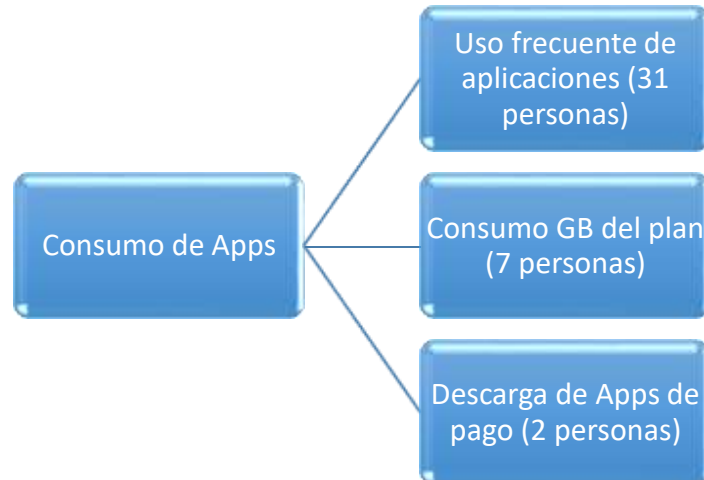 Uso frecuente de
aplicaciones (31
personas)
Consumo de Apps
Consumo GB del plan
(7 personas)
Descarga de Apps de
pago (2 personas)